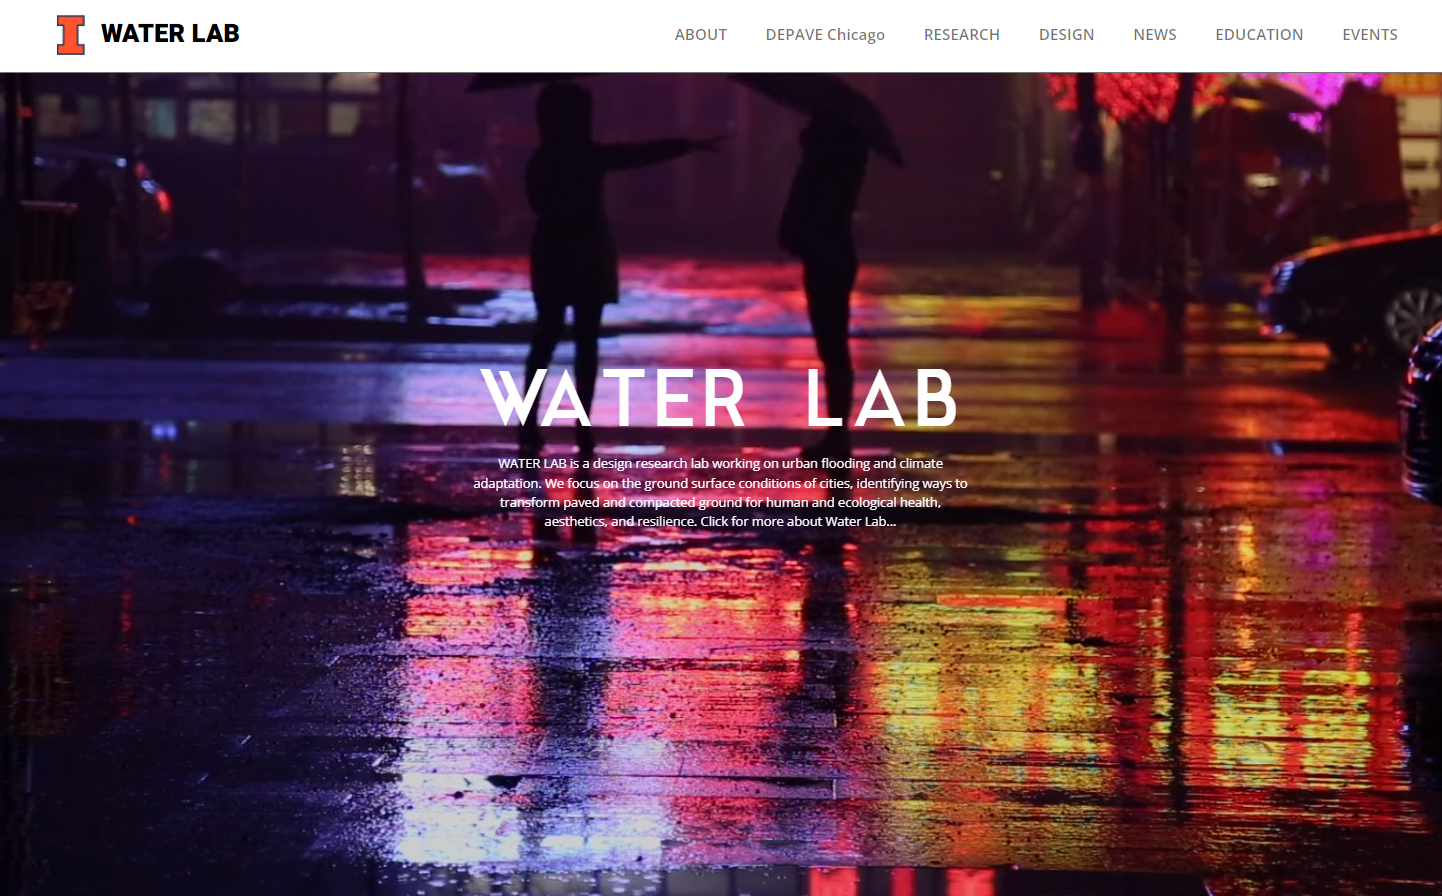 WATER LAB
ABOUT DEPAVE Chicago RESEARCH DESIGN NEWS EDUCATION EVENTS
WATER LAB
WATER LAB is a design research lab working on urban flooding and climate
adaptation. We focus on the ground surface conditions of cities, identifying ways to
transform paved and compacted ground for human and ecological health,
aesthetics, and resilience. Click for more about Water Lab...